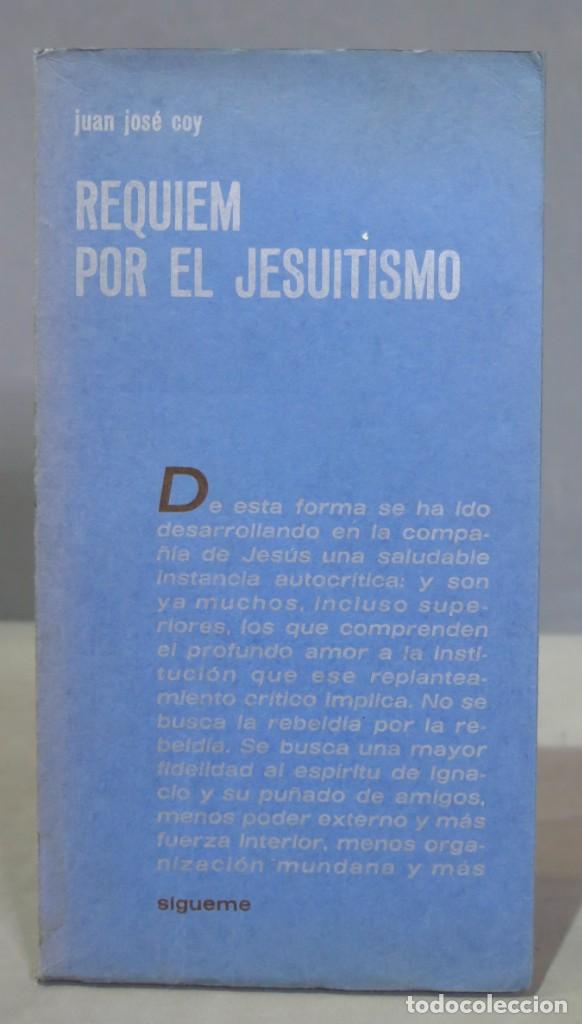 juan josé coy
REQUIEM
POR EL JESUITISMO
De esta forma se ha ido
desarrollando en la compa-
ñía de Jesús una saludable
instancia autocrítica: y son
ya muchos, incluso supe-
riores, los que comprenden
el profundo amor a la insti-
tución que ese replantea-
miento crítico implica. No se
busca la rebeldía por la re-
beldía. Se busca una mayor
fidelidad al espíritu de Igna-
cio y su puñado de amigos,
menos poder externo y más
fuerza interior, menos orga-
nización mundana y más
sígueme
todocoleccion